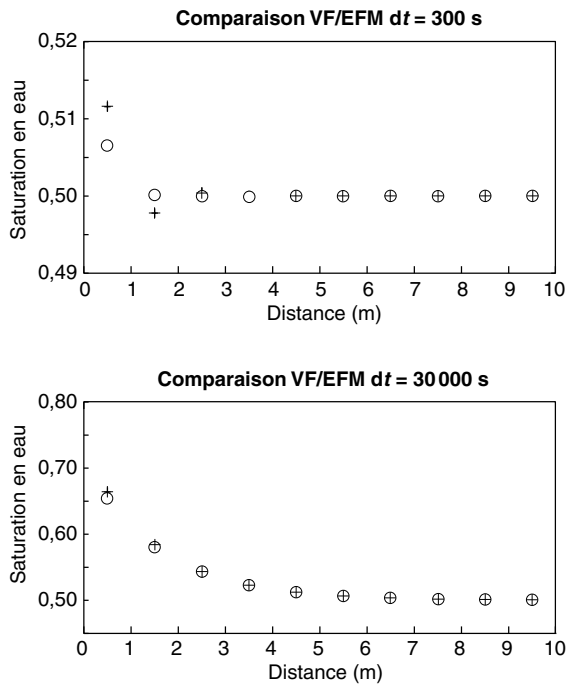 Comparaison VF/EFM dt = 300 s
0,52
0,51
0,50
0,49
Saturation en eau
0 1 2 3 4 5 6 7 8 9 10
Distance (m)
Comparaison VF/EFM dt = 30 000 s
0,80
0,70
0,60
0,50
Saturation en eau
0 1 2 3 4 5 6 7 8 9 10
Distance (m)